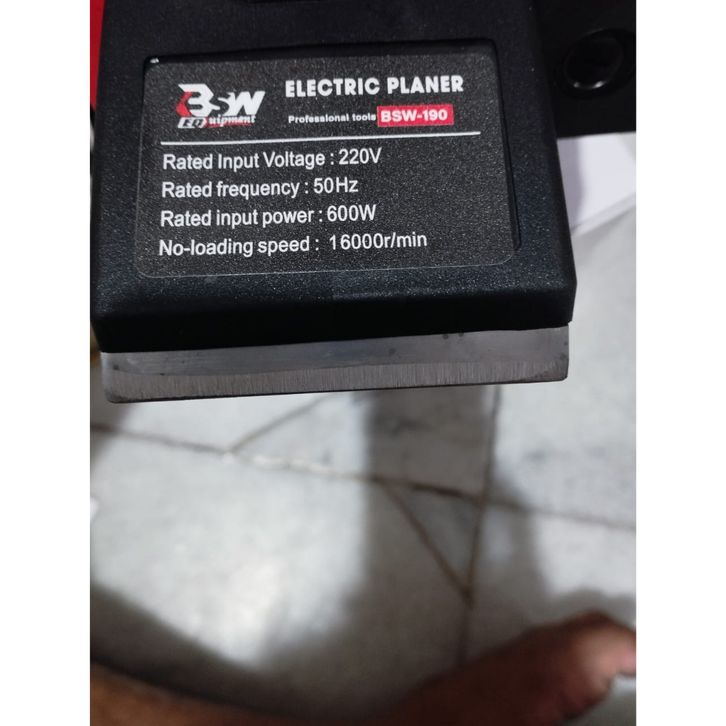 BSW
EQuipment
ELECTRIC PLANER
Professional tools BSW-190
Rated Input Voltage : 220V
Rated frequency : 50Hz
Rated input power : 600W
No-loading speed : 16000r/min